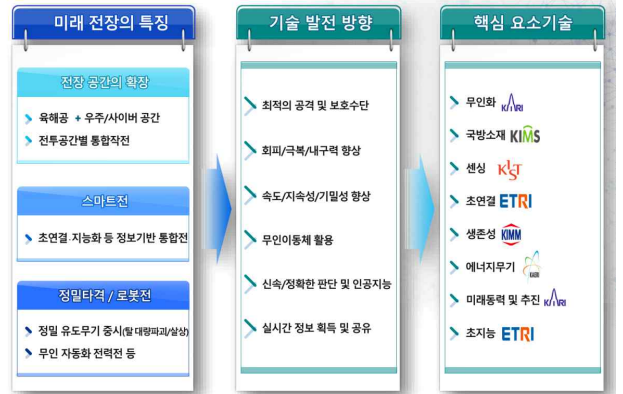 미래 전장의 특징
전장 공간의 확장
육해공 + 우주/사이버 공간
전투공간별 통합작전
스마트전
초연결·지능화 등 정보기반 통합전
정밀타격 / 로봇전
정밀 유도무기 중시(탈 대량파괴/살상)
무인 자동화 전력전 등
기술 발전 방향
최적의 공격 및 보호수단
회피/극복/내구력 향상
속도/지속성/기밀성 향상
무인이동체 활용
신속/정확한 판단 및 인공지능
실시간 정보 획득 및 공유
핵심 요소기술
무인화 KARI
국방소재 KIMS
센싱 KIST
초연결 ETRI
생존성 KIMM
에너지무기 KAERI
미래동력 및 추진 KARI
초지능 ETRI